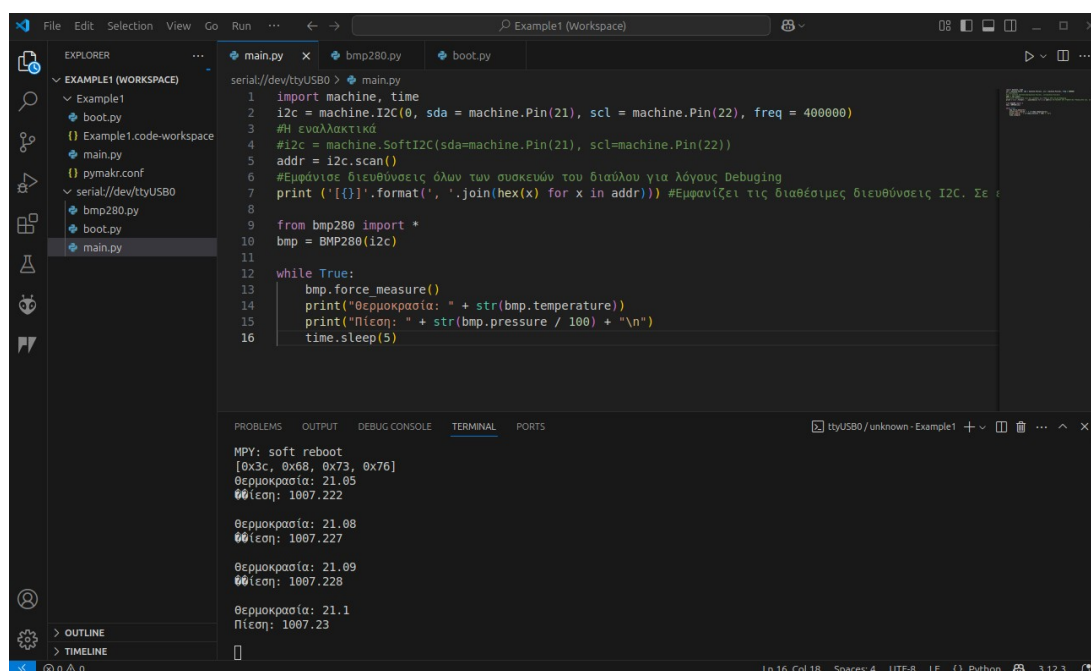 File Edit Selection View Go Run ··· Example1 (Workspace)
EXPLORER ···
EXAMPLE1 (WORKSPACE)
Example1
boot.py
Example1.code-workspace
main.py
pymakr.conf
serial://dev/ttyUSB0
bmp280.py
boot.py
main.py
OUTLINE
TIMELINE
main.py bmp280.py boot.py
serial://dev/ttyUSB0 > main.py
1 import machine, time
2 i2c = machine.I2C(0, sda = machine.Pin(21), scl = machine.Pin(22), freq = 400000)
3 #Η εναλλακτικά
4 #i2c = machine.SoftI2C(sda=machine.Pin(21), scl=machine.Pin(22))
5 addr = i2c.scan()
6 #Εμφάνισε διευθύνσεις όλων των συσκευών του διαύλου για λόγους Debuging
7 print ('[{}]'.format(', '.join(hex(x) for x in addr))) #Εμφανίζει τις διαθέσιμες διευθύνσεις I2C. Σε
8
9 from bmp280 import *
10 bmp = BMP280(i2c)
11
12 while True:
13 bmp.force_measure()
14 print("Θερμοκρασία: " + str(bmp.temperature))
15 print("Πίεση: " + str(bmp.pressure / 100) + "\n")
16 time.sleep(5)
PROBLEMS OUTPUT DEBUG CONSOLE TERMINAL PORTS ttyUSB0 / unknown - Example1
MPY: soft reboot
[0x3c, 0x68, 0x73, 0x76]
Θερμοκρασία: 21.05
��ίεση: 1007.222
Θερμοκρασία: 21.08
��ίεση: 1007.227
Θερμοκρασία: 21.09
��ίεση: 1007.228
Θερμοκρασία: 21.1
Πίεση: 1007.23
0 0 Ln 16, Col 18 Spaces: 4 UTF-8 LF {} Python 3.12.3